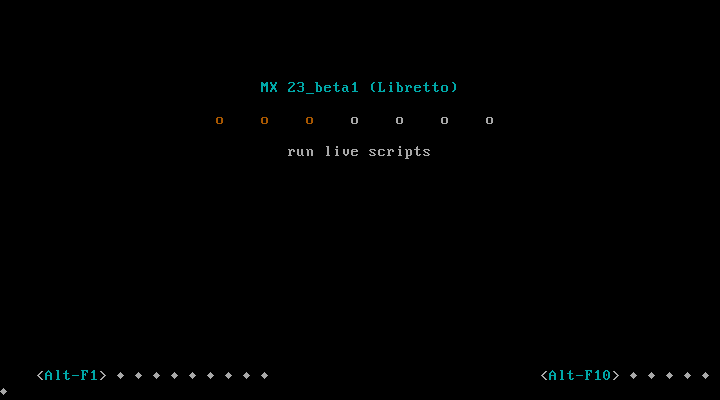 MX 23_beta1 (Libretto)
o o o o o o o
run live scripts
<Alt-F1> ◆ ◆ ◆ ◆ ◆ ◆ ◆ ◆ ◆ <Alt-F10> ◆ ◆ ◆ ◆ ◆
◆